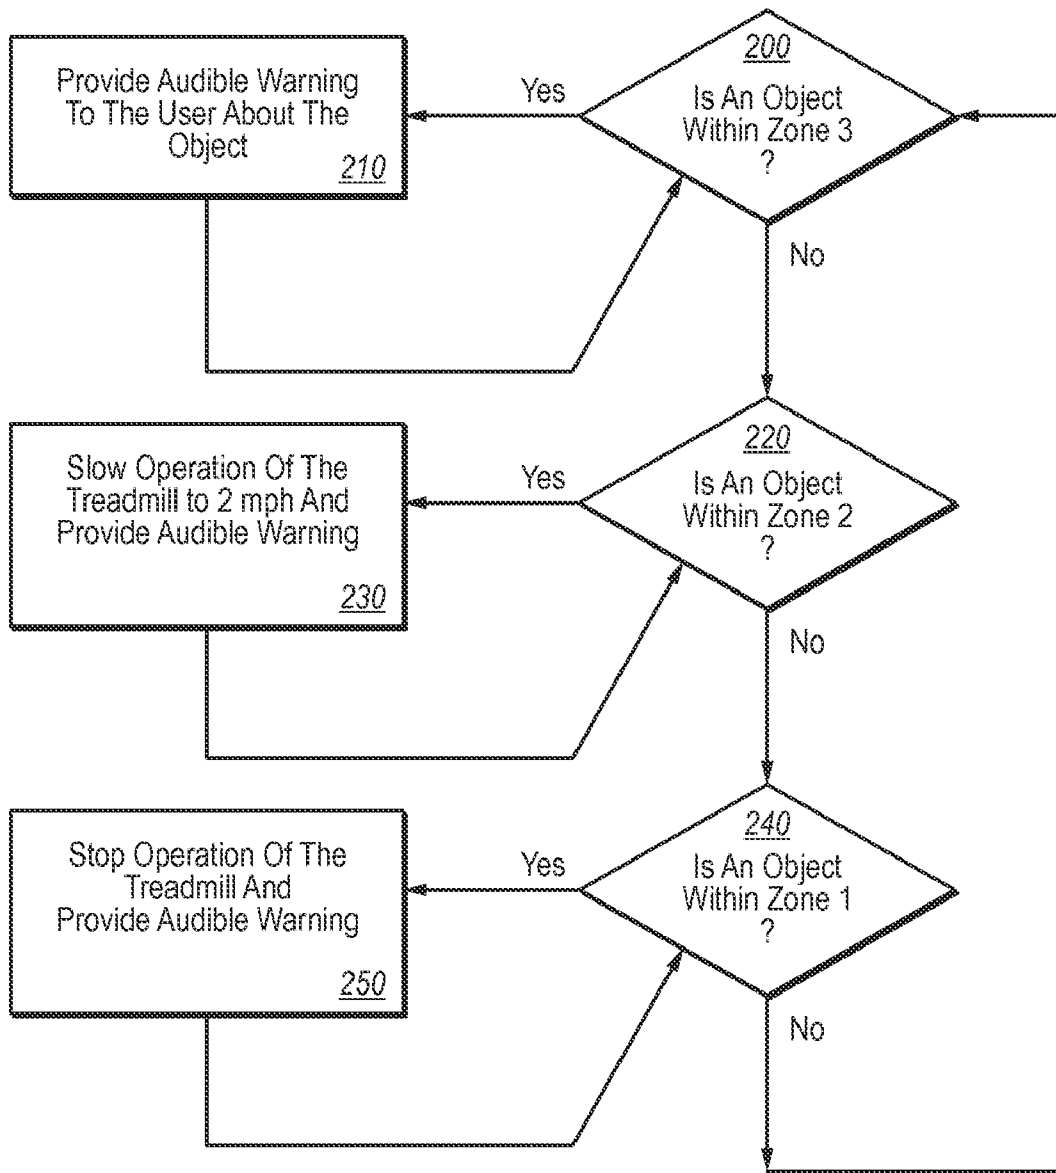 200
Is An Object
Within Zone 3
?
Yes
Provide Audible Warning
To The User About The
Object
210
No
220
Is An Object
Within Zone 2
?
Yes
Slow Operation Of The
Treadmill to 2 mph And
Provide Audible Warning
230
No
240
Is An Object
Within Zone 1
?
Yes
Stop Operation Of The
Treadmill And
Provide Audible Warning
250
No